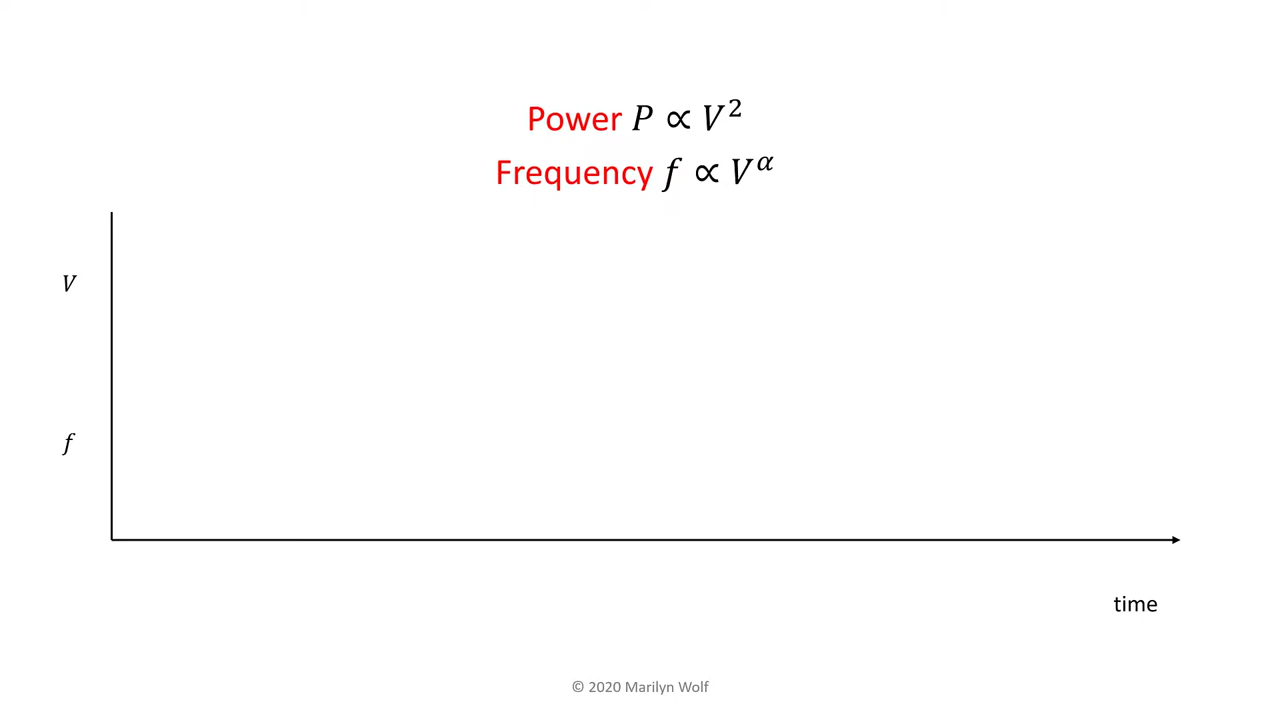 Power P ∝ V²
Frequency f ∝ V^α
V
f
time
© 2020 Marilyn Wolf